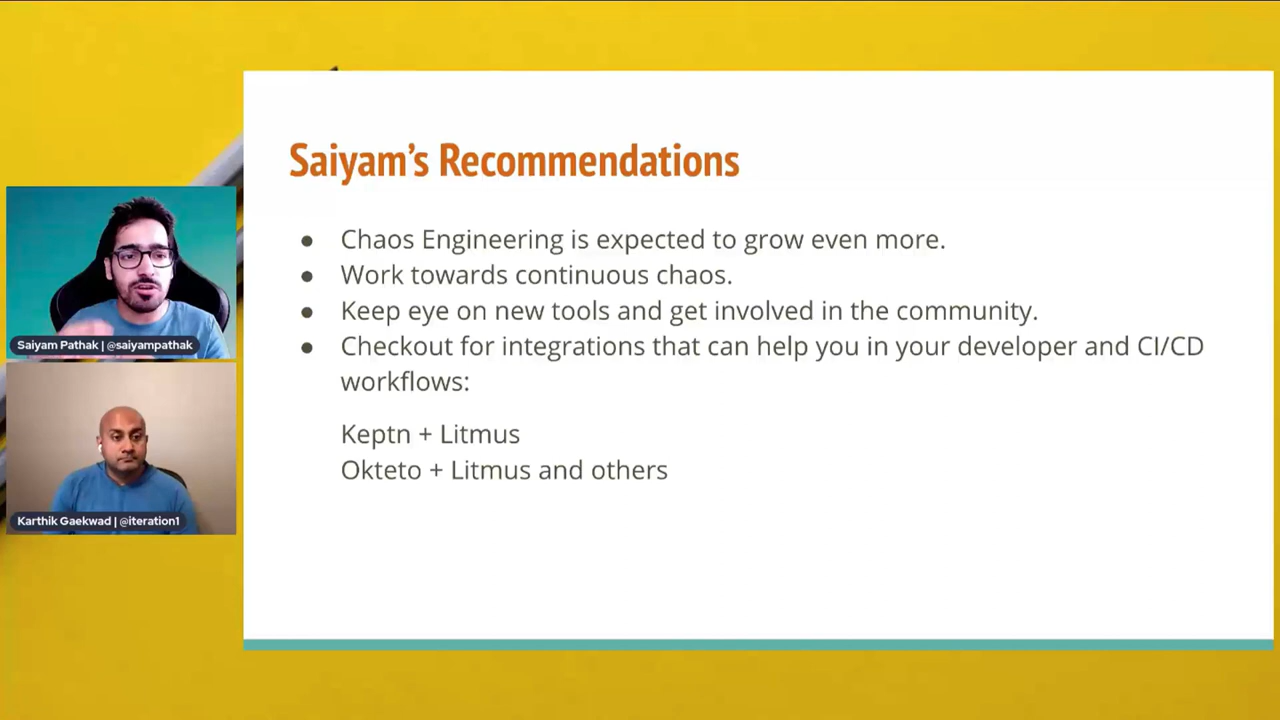 Saiyam's Recommendations
● Chaos Engineering is expected to grow even more.
● Work towards continuous chaos.
● Keep eye on new tools and get involved in the community.
● Checkout for integrations that can help you in your developer and CI/CD
workflows:
Keptn + Litmus
Okteto + Litmus and others
Saiyam Pathak | @saiyampathak
Karthik Gaekwad | @iteration1